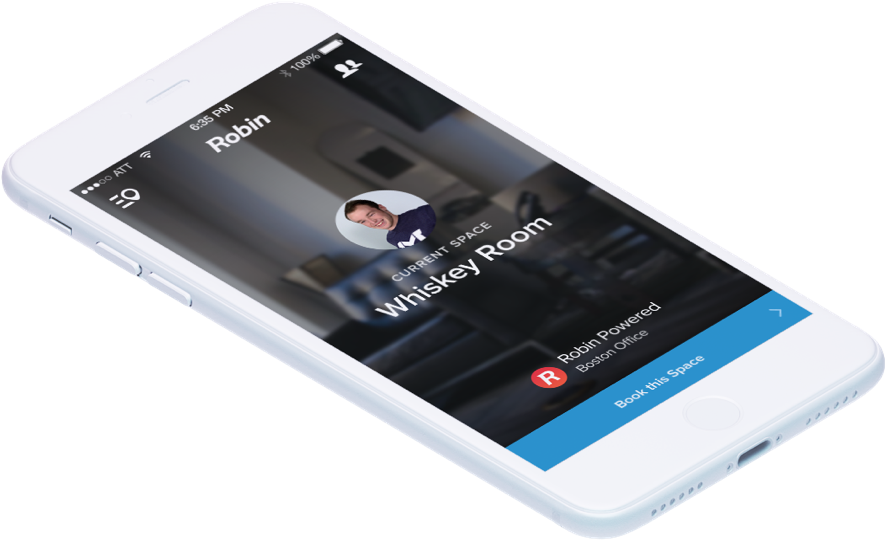 ATT 6:35 PM 100%
Robin
CURRENT SPACE
Whiskey Room
R
Robin Powered
Boston Office
Book this Space